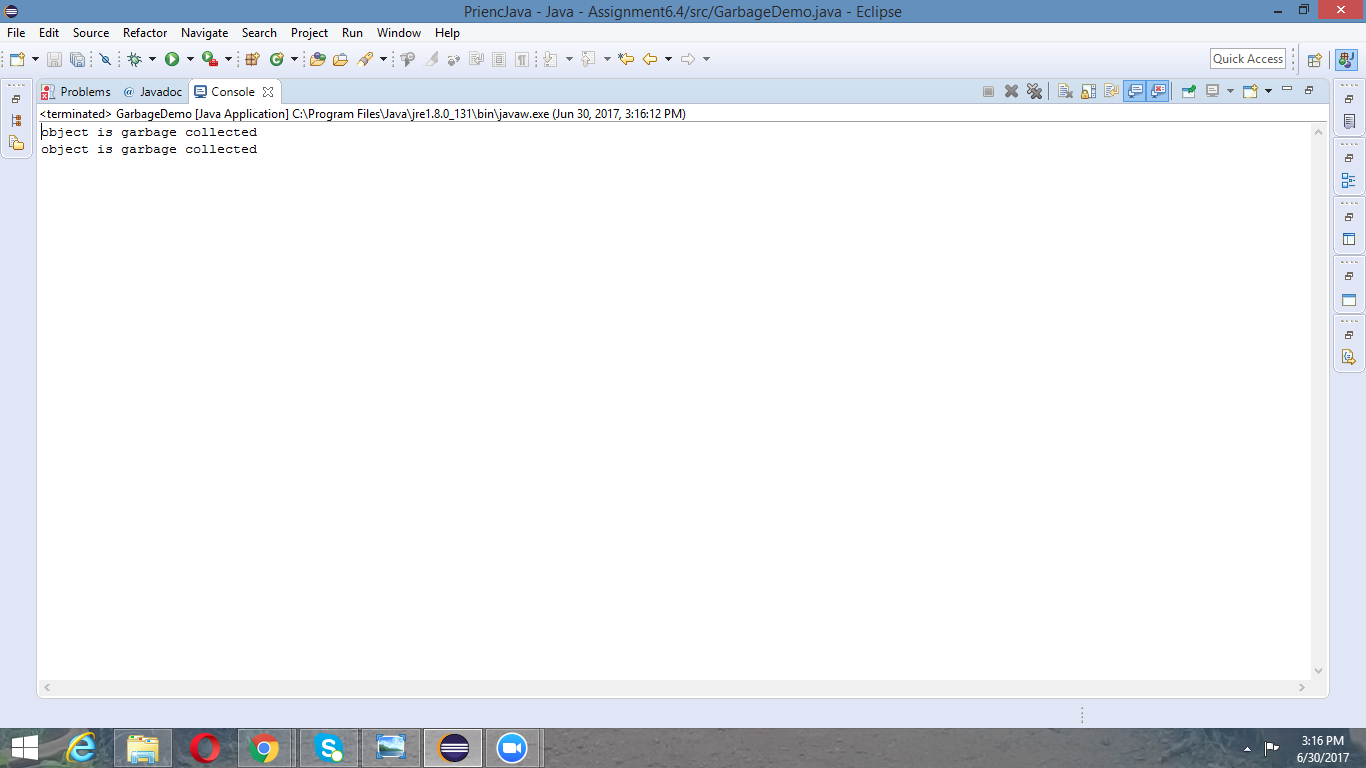 PriencJava - Java - Assignment6.4/src/GarbageDemo.java - Eclipse
File Edit Source Refactor Navigate Search Project Run Window Help
Quick Access
Problems @ Javadoc Console
<terminated> GarbageDemo [Java Application] C:\Program Files\Java\jre1.8.0_131\bin\javaw.exe (Jun 30, 2017, 3:16:12 PM)
object is garbage collected
object is garbage collected
3:16 PM
6/30/2017